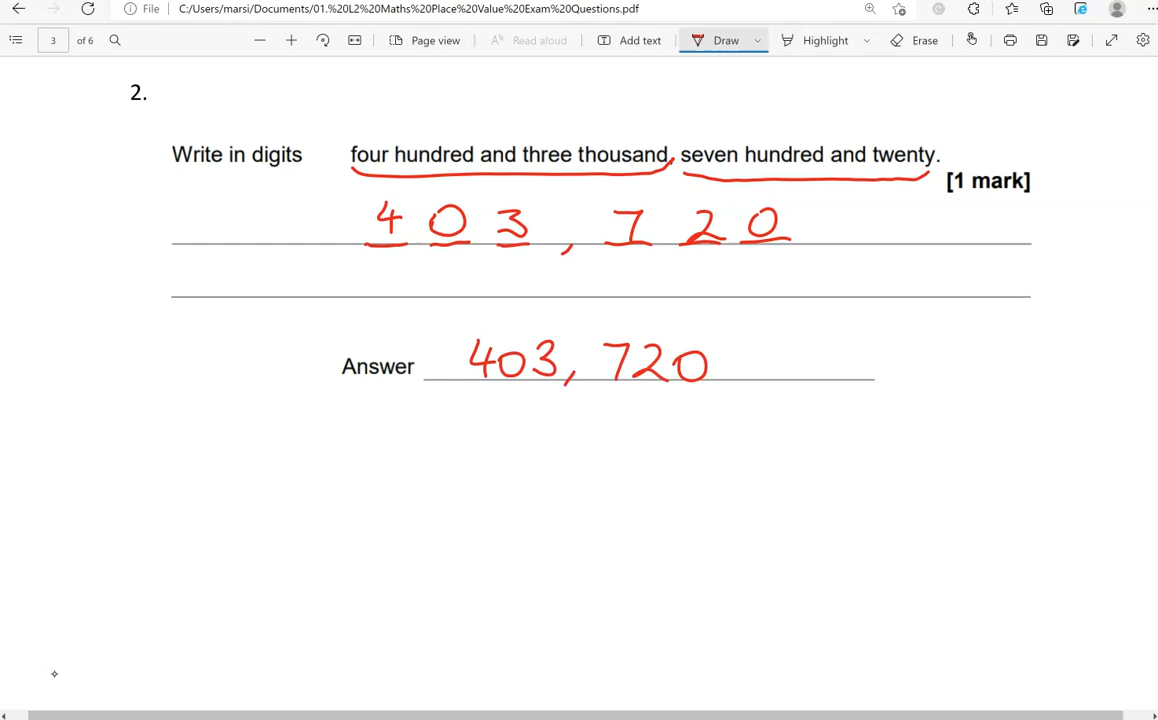 File C:/Users/marsi/Documents/01.%20L2%20Maths%20Place%20Value%20Exam%20Questions.pdf
3 of 6 Page view Read aloud Add text Draw Highlight Erase
2.
Write in digits four hundred and three thousand, seven hundred and twenty.
[1 mark]
4 0 3 , 7 2 0
Answer 403, 720